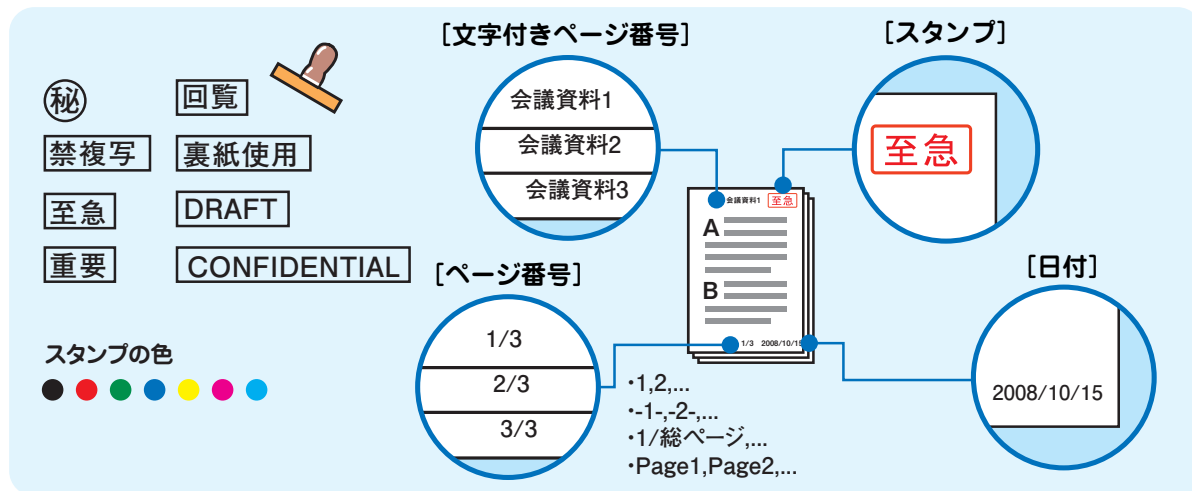 秘
回覧
禁複写
裏紙使用
至急
DRAFT
重要
CONFIDENTIAL
スタンプの色
[文字付きページ番号]
会議資料1
会議資料2
会議資料3
[スタンプ]
至急
会議資料1 至急
A
B
1/3 2008/10/15
[ページ番号]
1/3
2/3
3/3
・1,2,...
・-1-,-2-,...
・1/総ページ,...
・Page1,Page2,...
[日付]
2008/10/15